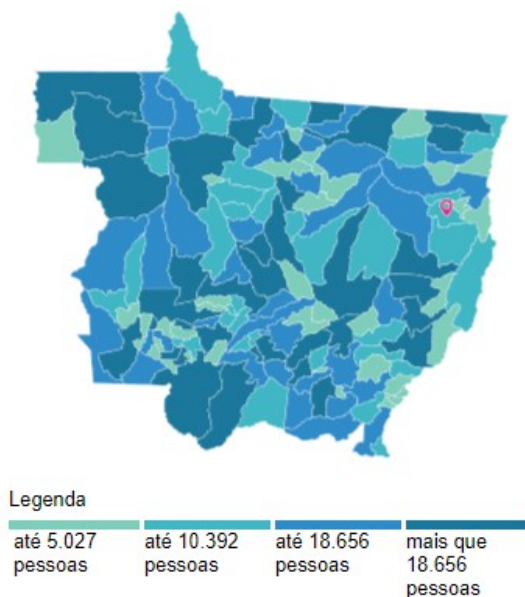 Legenda
até 5.027
pessoas
até 10.392
pessoas
até 18.656
pessoas
mais que
18.656
pessoas